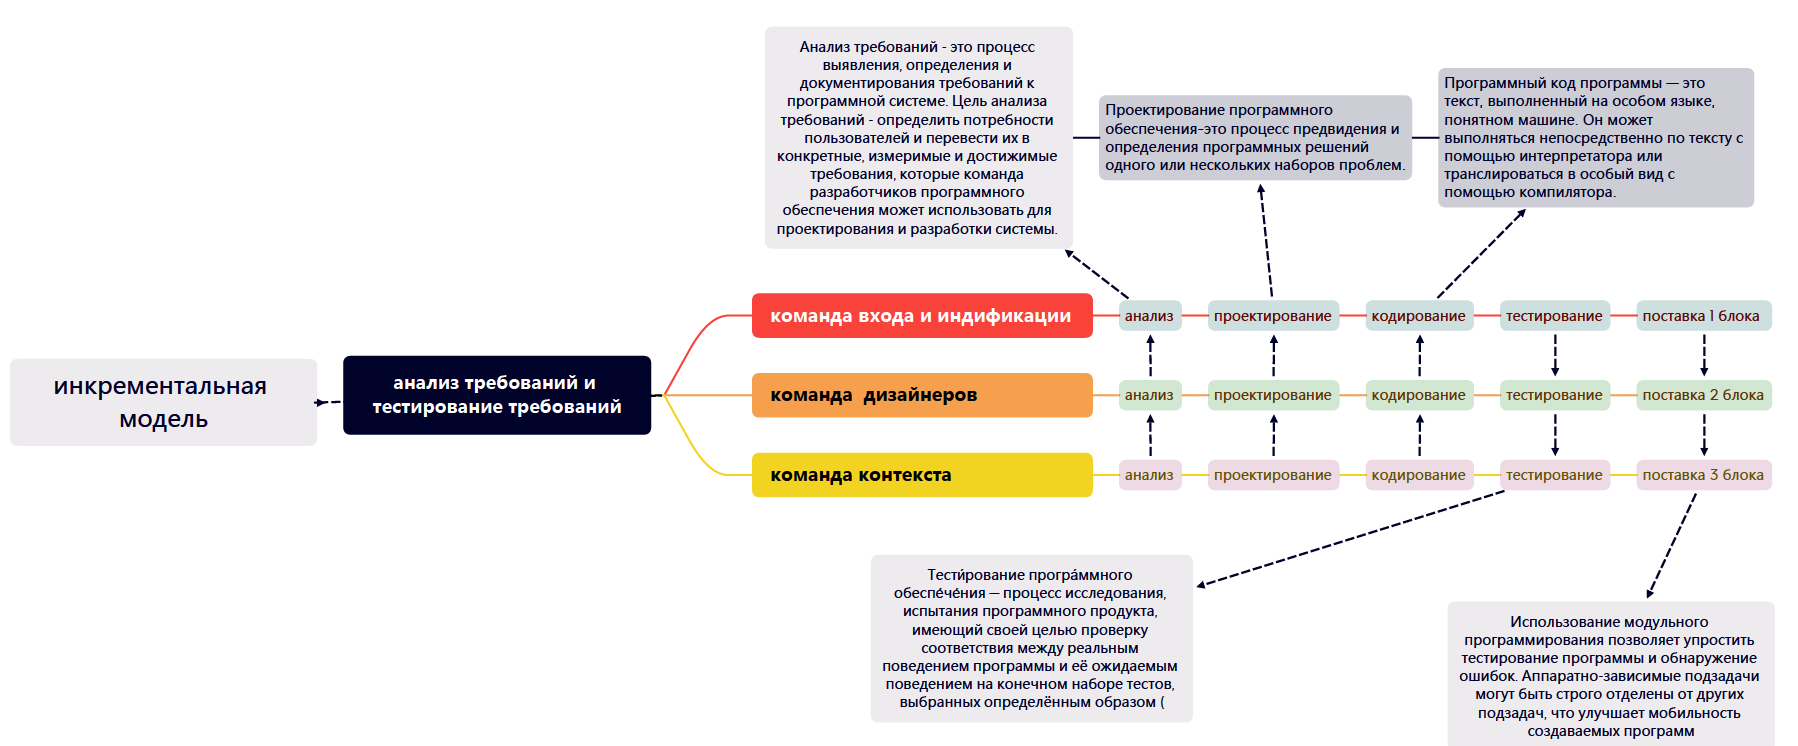 Анализ требований - это процесс
выявления, определения и
документирования требований к
программной системе. Цель анализа
требований - определить потребности
пользователей и перевести их в
конкретные, измеримые и достижимые
требования, которые команда
разработчиков программного
обеспечения может использовать для
проектирования и разработки системы.
Проектирование программного
обеспечения-это процесс предвидения и
определения программных решений
одного или нескольких наборов проблем.
Программный код программы — это
текст, выполненный на особом языке,
понятном машине. Он может
выполняться непосредственно по тексту с
помощью интерпретатора или
транслироваться в особый вид с
помощью компилятора.
инкрементальная
модель
анализ требований и
тестирование требований
команда входа и индификации
анализ
проектирование
кодирование
тестирование
поставка 1 блока
команда  дизайнеров
анализ
проектирование
кодирование
тестирование
поставка 2 блока
команда контекста
анализ
проектирование
кодирование
тестирование
поставка 3 блока
Тести́рование програ́ммного
обеспе́че́ния — процесс исследования,
испытания программного продукта,
имеющий своей целью проверку
соответствия между реальным
поведением программы и её ожидаемым
поведением на конечном наборе тестов,
выбранных определённым образом (
Использование модульного
программирования позволяет упростить
тестирование программы и обнаружение
ошибок. Аппаратно-зависимые подзадачи
могут быть строго отделены от других
подзадач, что улучшает мобильность
создаваемых программ